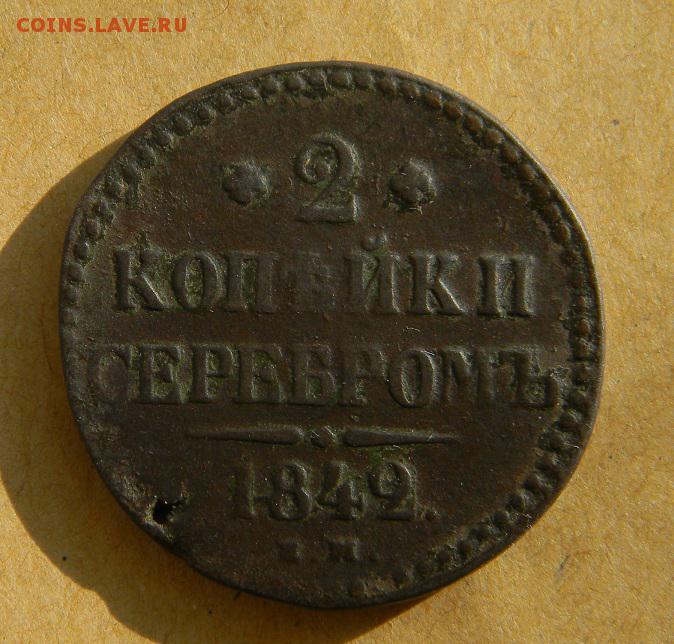 COINS.LAVE.RU
2
КОПѢЙКИ
СЕРЕБРОМЪ
1842.